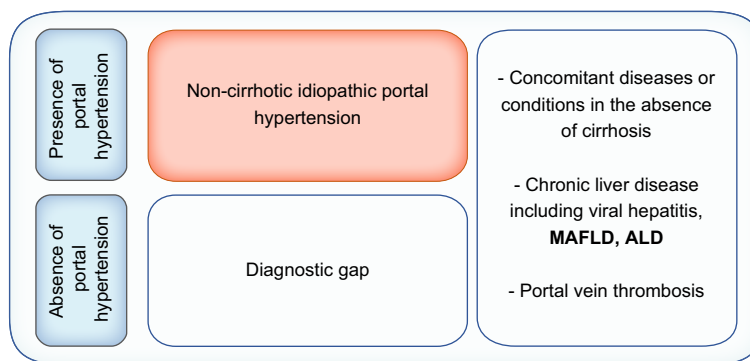 Presence of
portal
hypertension
Non-cirrhotic idiopathic portal
hypertension
Absence of
portal
hypertension
Diagnostic gap
- Concomitant diseases or
conditions in the absence
of cirrhosis
- Chronic liver disease
including viral hepatitis,
MAFLD, ALD
- Portal vein thrombosis